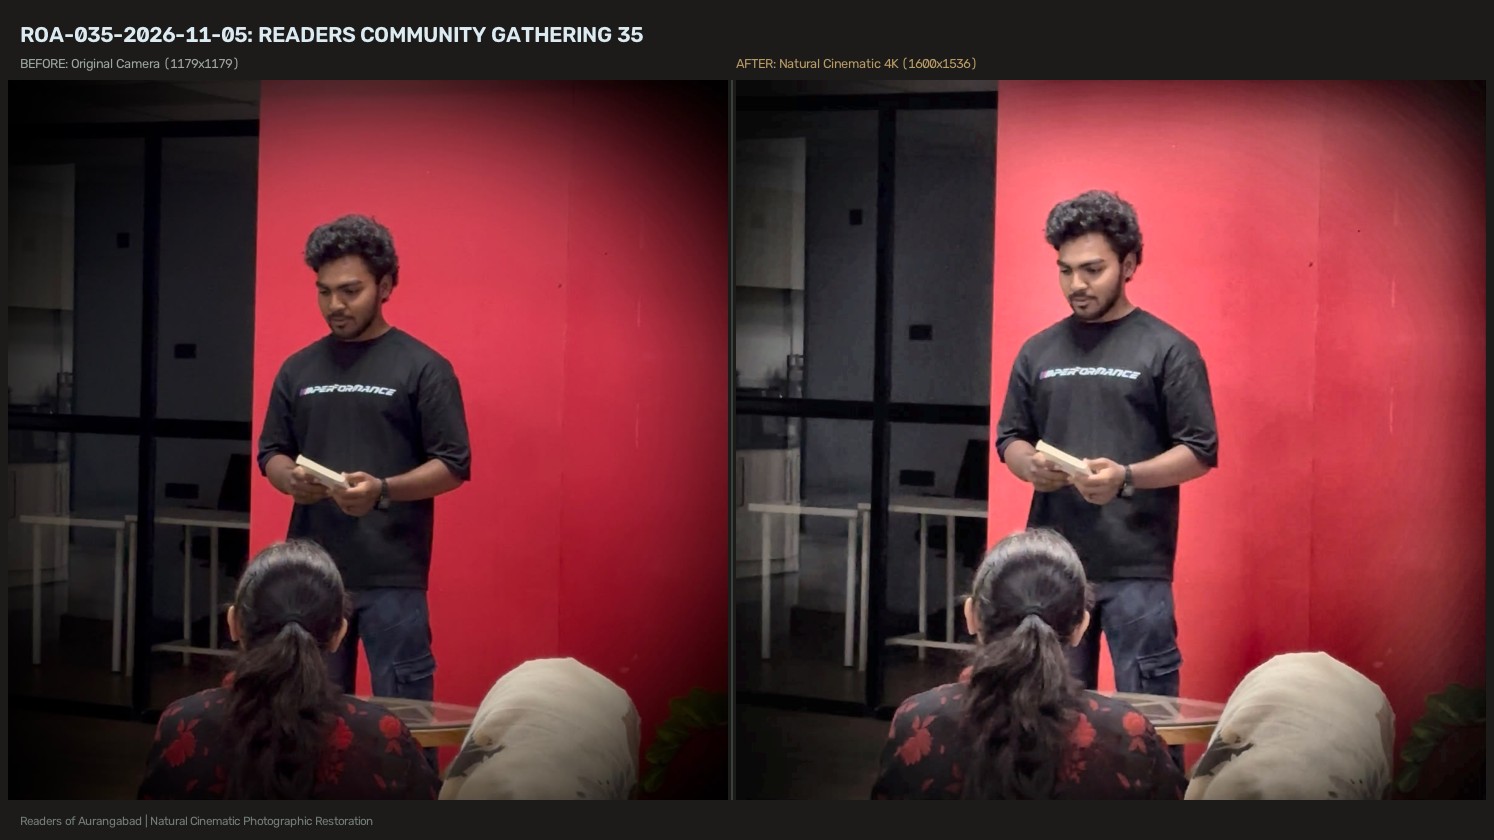 ROA-035-2026-11-05: READERS COMMUNITY GATHERING 35
BEFORE: Original Camera (1179x1179)
AFTER: Natural Cinematic 4K (1600x1536)
Readers of Aurangabad | Natural Cinematic Photographic Restoration